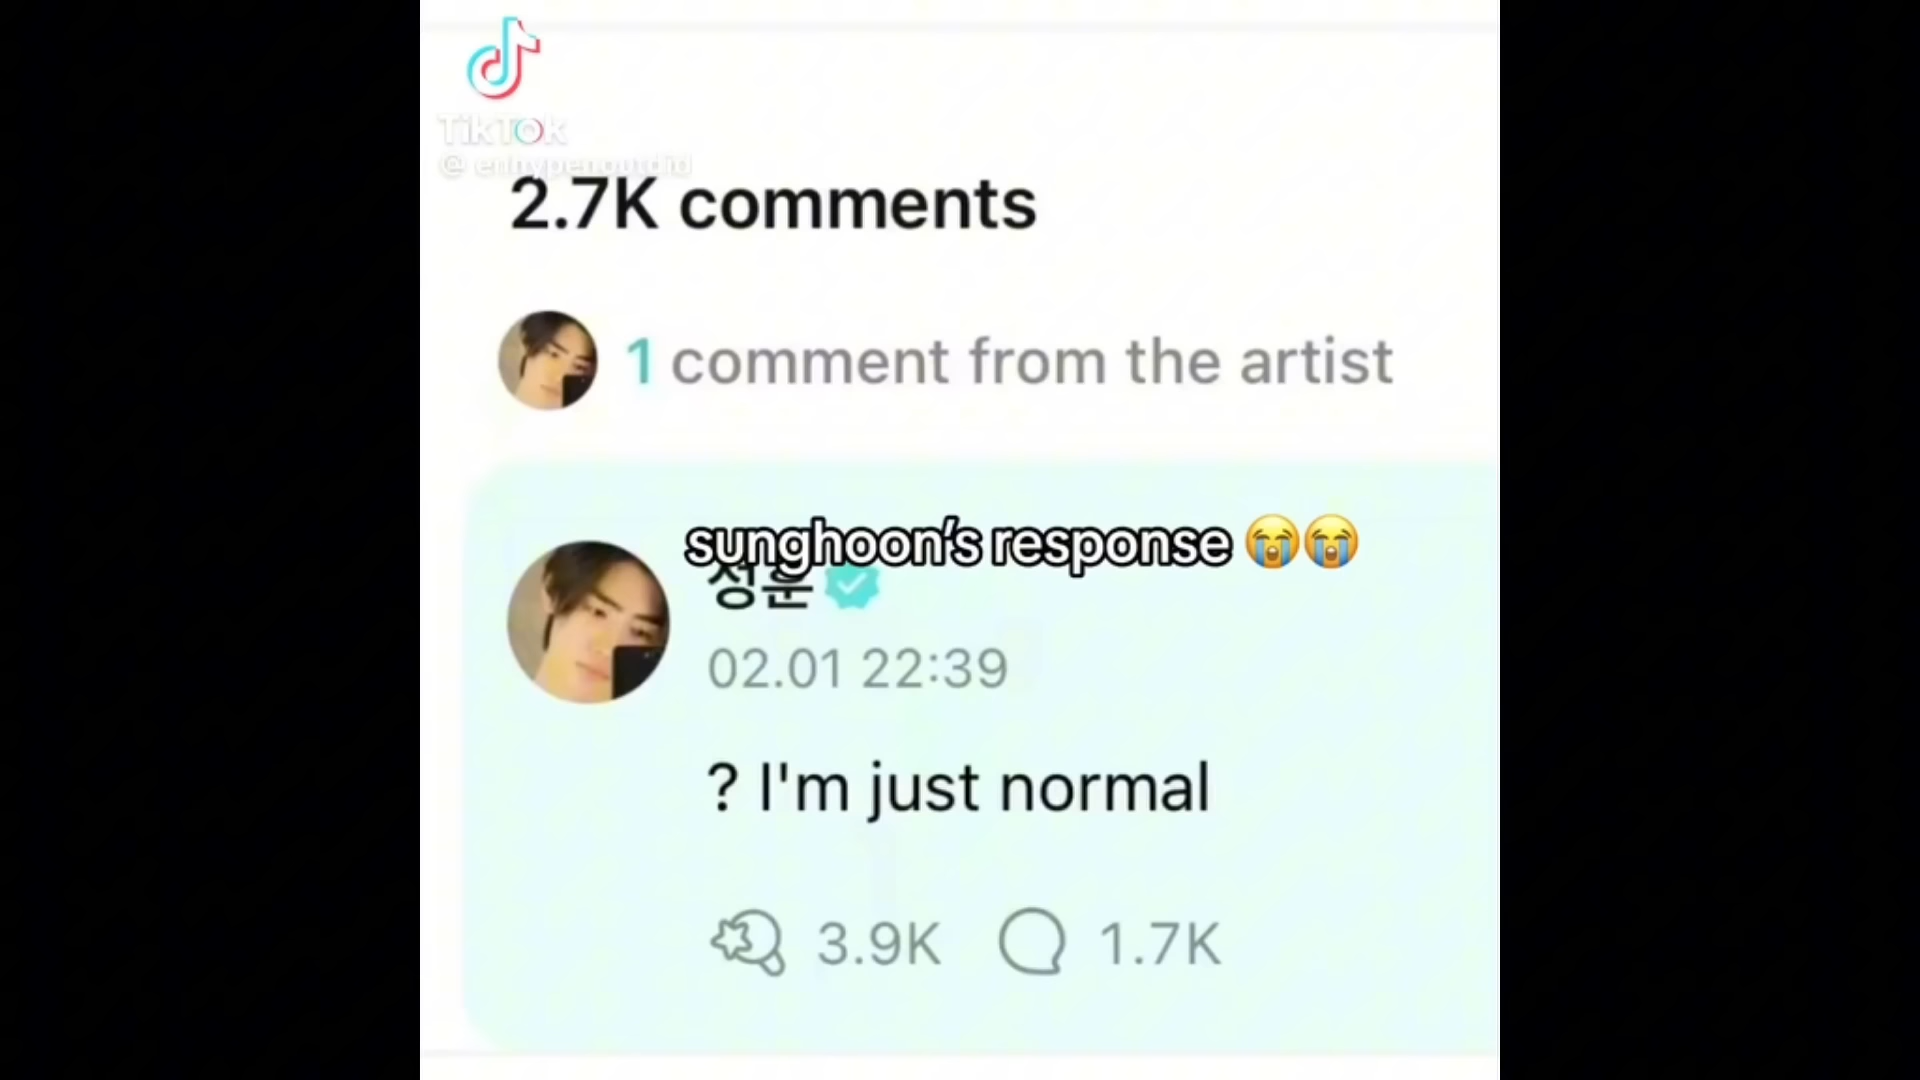 TikTok
@ enhypenoutdid
2.7K comments
1 comment from the artist
sunghoon's response 😭😭
성훈
02.01 22:39
? I'm just normal
3.9K 1.7K